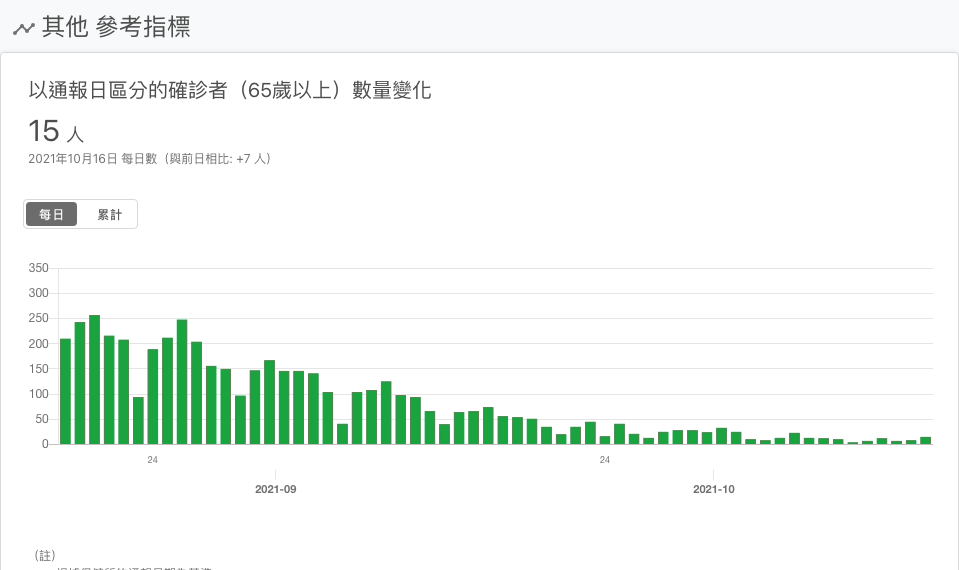 其他 參考指標
以通報日區分的確診者（65歲以上）數量變化
15 人
2021年10月16日 每日數（與前日相比: +7 人）
每日 累計
350
300
250
200
150
100
50
0
24 24
2021-09 2021-10
（註）